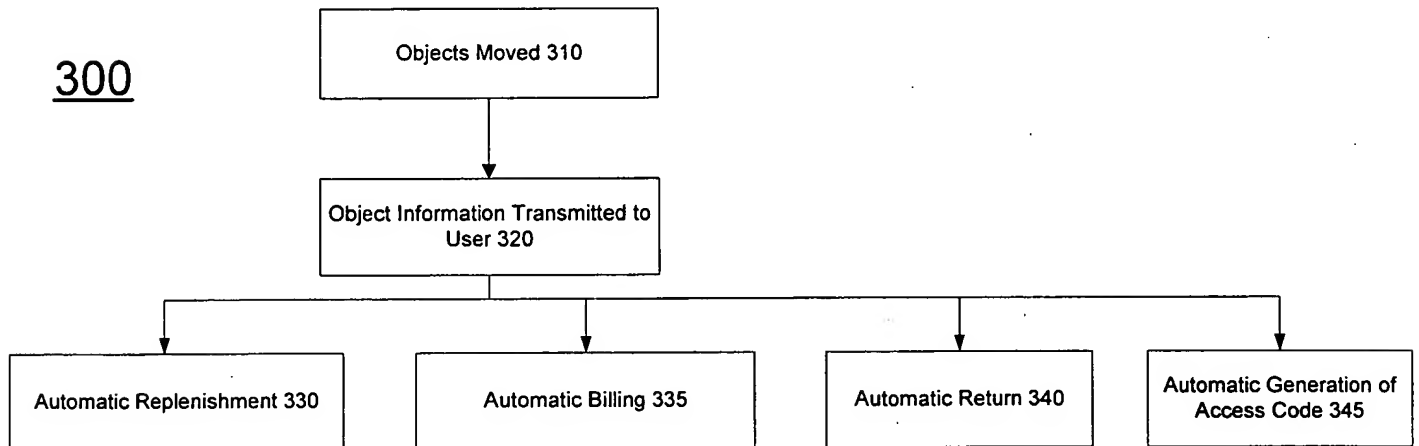 300
Objects Moved 310
Object Information Transmitted to
User 320
Automatic Replenishment 330
Automatic Billing 335
Automatic Return 340
Automatic Generation of
Access Code 345